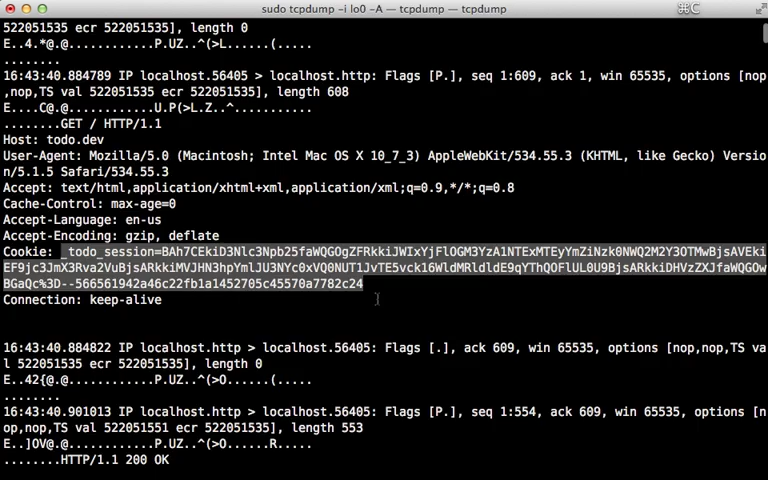 sudo tcpdump -i lo0 -A — tcpdump — tcpdump
⌘C
522051535 ecr 522051535], length 0
E..4.*@.@............P.UZ..^(>L......(.....
........
16:43:40.884789 IP localhost.56405 > localhost.http: Flags [P.], seq 1:609, ack 1, win 65535, options [nop
,nop,TS val 522051535 ecr 522051535], length 608
E....C@.@............U.P(>L.Z..^...........
........GET / HTTP/1.1
Host: todo.dev
User-Agent: Mozilla/5.0 (Macintosh; Intel Mac OS X 10_7_3) AppleWebKit/534.55.3 (KHTML, like Gecko) Versio
n/5.1.5 Safari/534.55.3
Accept: text/html,application/xhtml+xml,application/xml;q=0.9,*/*;q=0.8
Cache-Control: max-age=0
Accept-Language: en-us
Accept-Encoding: gzip, deflate
Cookie: _todo_session=BAh7CEkiD3Nlc3Npb25faWQGOgZFRkkiJWIxYjFlOGM3YzA1NTExMTEyYmZiNzk0NWQ2M2Y3OTMwBjsAVEki
EF9jc3JmX3Rva2VuBjsARkkiMVJHN3hpYmlJU3NYc0xVQ0NUT1JvTE5vck16WldMRldldE9qYThQOFlUL0U9BjsARkkiDHVzZXJfaWQGOw
BGaQc%3D--566561942a46c22fb1a1452705c45570a7782c24
Connection: keep-alive
16:43:40.884822 IP localhost.http > localhost.56405: Flags [.], ack 609, win 65535, options [nop,nop,TS va
l 522051535 ecr 522051535], length 0
E..42{@.@............P.UZ..^(>O......(.....
........
16:43:40.901013 IP localhost.http > localhost.56405: Flags [P.], seq 1:554, ack 609, win 65535, options [n
op,nop,TS val 522051551 ecr 522051535], length 553
E..]OV@.@............P.UZ..^(>O......R.....
........HTTP/1.1 200 OK